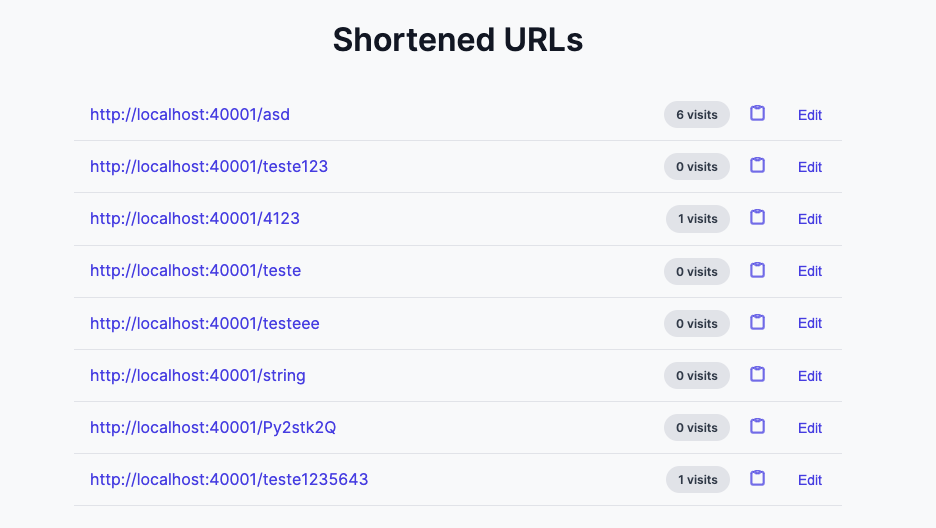 Shortened URLs
http://localhost:40001/asd 6 visits Edit
http://localhost:40001/teste123 0 visits Edit
http://localhost:40001/4123 1 visits Edit
http://localhost:40001/teste 0 visits Edit
http://localhost:40001/testeee 0 visits Edit
http://localhost:40001/string 0 visits Edit
http://localhost:40001/Py2stk2Q 0 visits Edit
http://localhost:40001/teste1235643 1 visits Edit